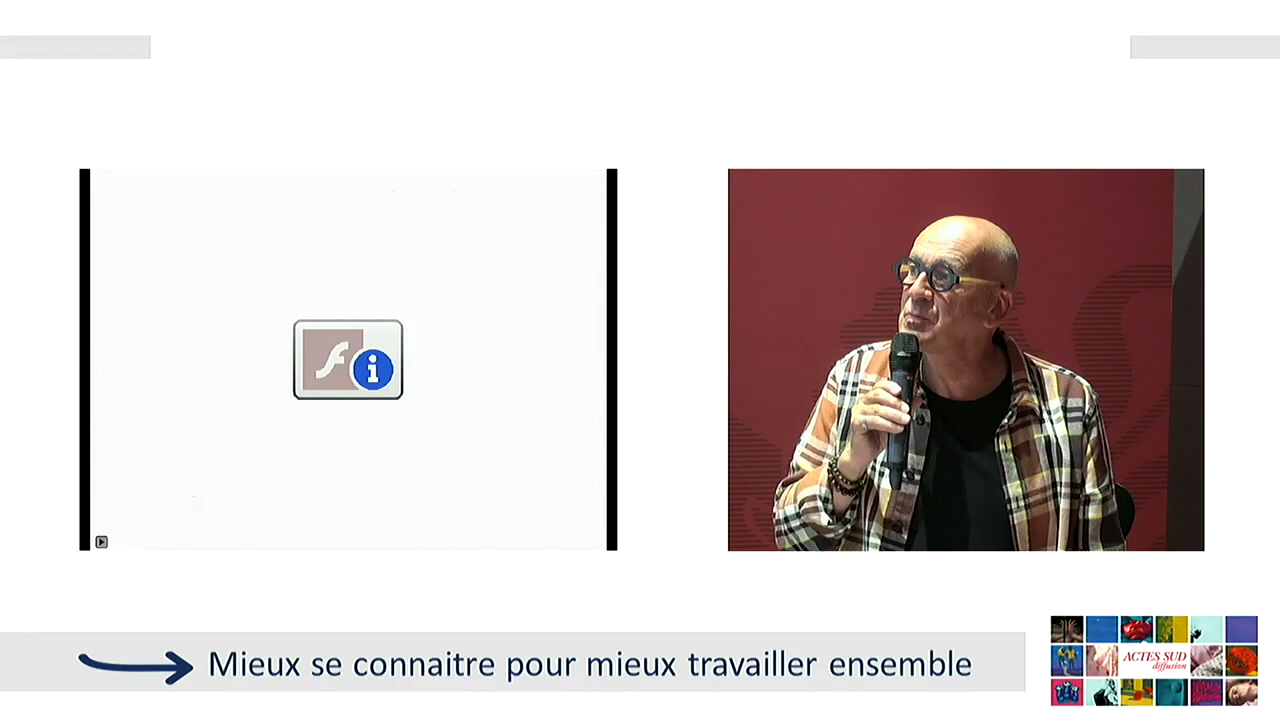 Mieux se connaitre pour mieux travailler ensemble
ACTES SUD
diffusion